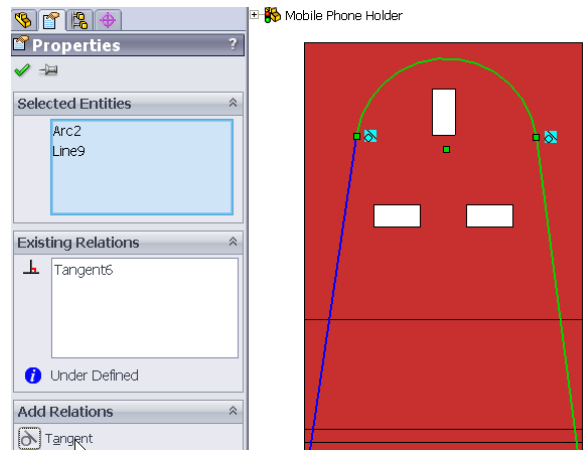 Mobile Phone Holder
Properties ?
Selected Entities
Arc2
Line9
Existing Relations
Tangent6
Under Defined
Add Relations
Tangent